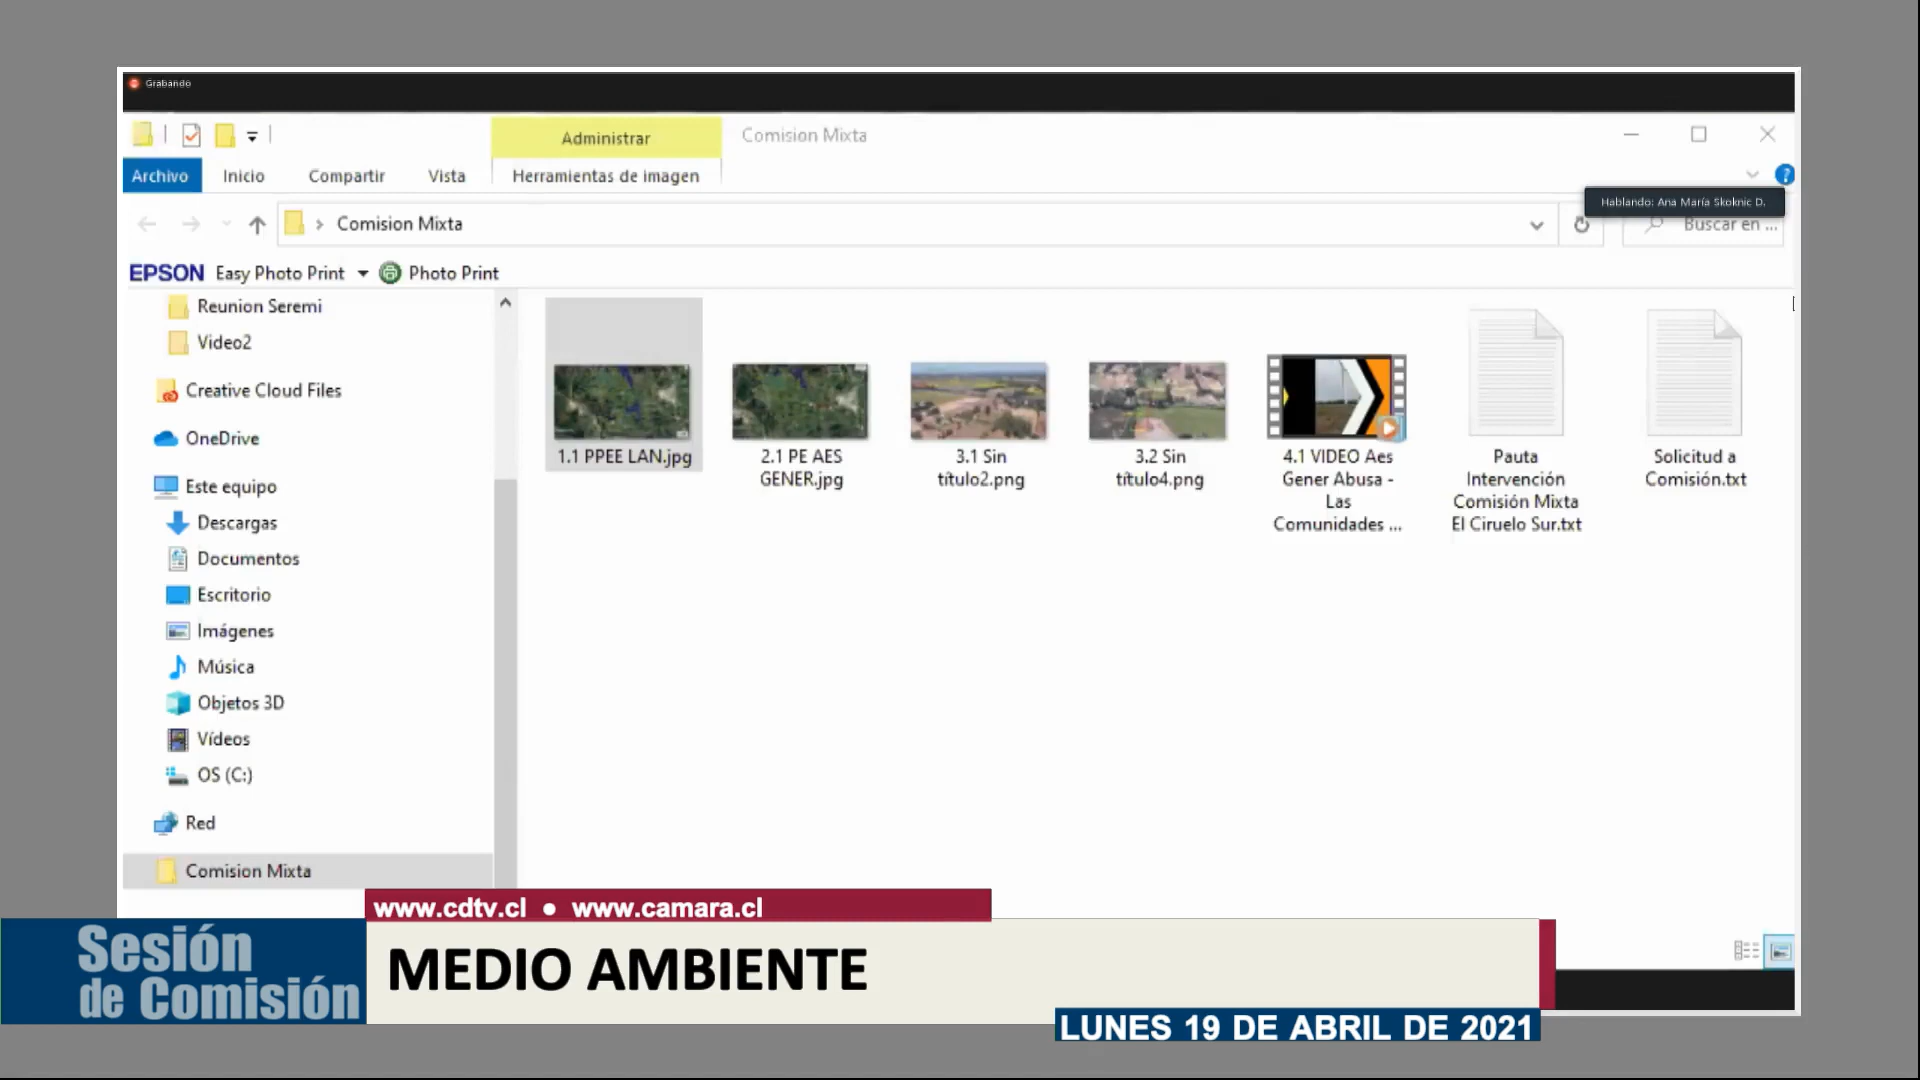 Grabando
Administrar
Comision Mixta
Archivo
Inicio
Compartir
Vista
Herramientas de imagen
Hablando: Ana María Skoknic D.
Comision Mixta
Buscar en ...
EPSON Easy Photo Print
Photo Print
Reunion Seremi
Video2
Creative Cloud Files
OneDrive
Este equipo
Descargas
Documentos
Escritorio
Imágenes
Música
Objetos 3D
Vídeos
OS (C:)
Red
Comision Mixta
1.1 PPEE LAN.jpg
2.1 PE AES
GENER.jpg
3.1 Sin
título2.png
3.2 Sin
título4.png
4.1 VIDEO Aes
Gener Abusa -
Las
Comunidades ...
Pauta
Intervención
Comisión Mixta
El Ciruelo Sur.txt
Solicitud a
Comisión.txt
www.cdtv.cl ● www.camara.cl
Sesión
de Comisión
MEDIO AMBIENTE
LUNES 19 DE ABRIL DE 2021